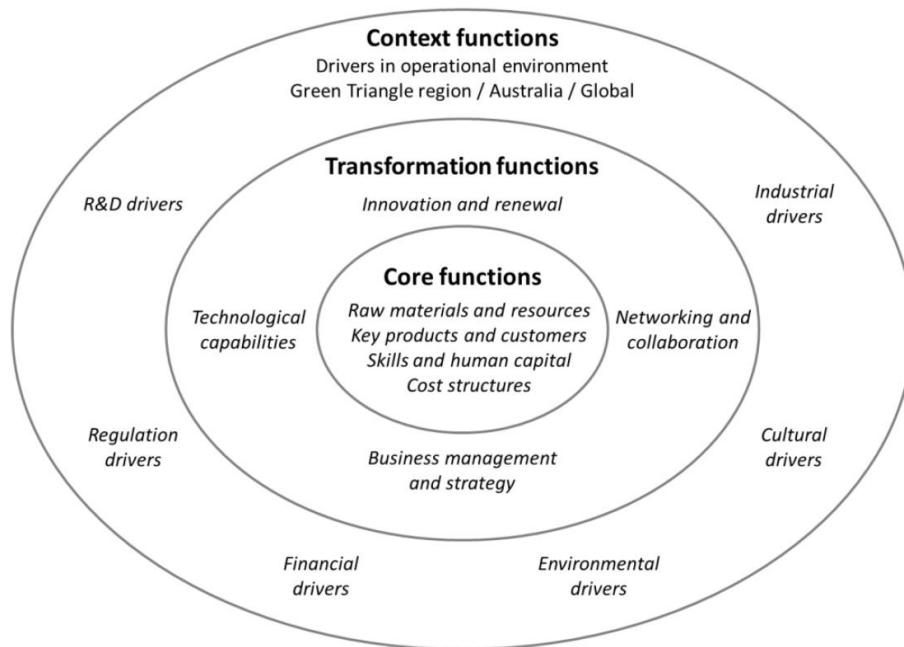 Context functions
Drivers in operational environment
Green Triangle region / Australia / Global
Transformation functions
R&D drivers
Innovation and renewal
Industrial
drivers
Core functions
Raw materials and resources
Key products and customers
Skills and human capital
Cost structures
Technological
capabilities
Networking and
collaboration
Regulation
drivers
Business management
and strategy
Cultural
drivers
Financial
drivers
Environmental
drivers